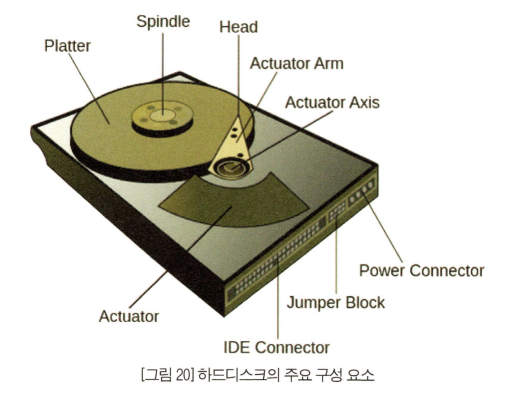 Spindle
Head
Platter
Actuator Arm
Actuator Axis
Power Connector
Jumper Block
Actuator
IDE Connector
[그림 20] 하드디스크의 주요 구성 요소